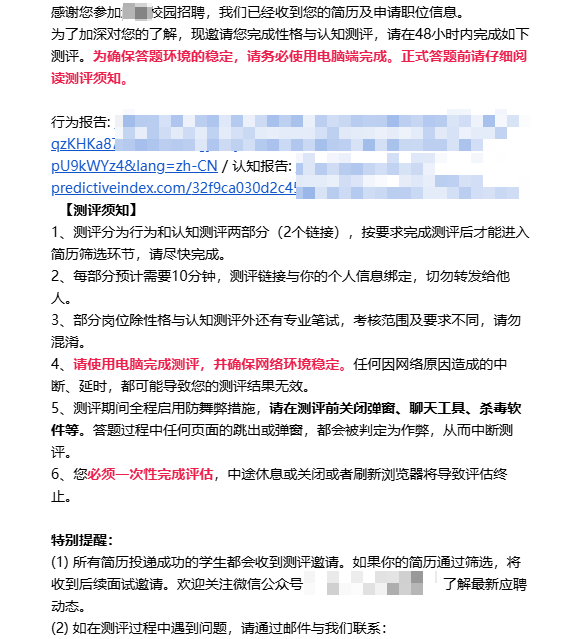 感谢您参加校园招聘，我们已经收到您的简历及申请职位信息。
为了加深对您的了解，现邀请您完成性格与认知测评，请在48小时内完成如下
测评。为确保答题环境的稳定，请务必使用电脑端完成。正式答题前请仔细阅
读测评须知。
行为报告:
qzKHKa8
pU9kWYz4&lang=zh-CN / 认知报告:
predictiveindex.com/32f9ca030d2c45
【测评须知】
1、测评分为行为和认知测评两部分（2个链接），按要求完成测评后才能进入
简历筛选环节，请尽快完成。
2、每部分预计需要10分钟，测评链接与你的个人信息绑定，切勿转发给他
人。
3、部分岗位除性格与认知测评外还有专业笔试，考核范围及要求不同，请勿
混淆。
4、请使用电脑完成测评，并确保网络环境稳定。任何因网络原因造成的中
断、延时，都可能导致您的测评结果无效。
5、测评期间全程启用防舞弊措施，请在测评前关闭弹窗、聊天工具、杀毒软
件等。答题过程中任何页面的跳出或弹窗，都会被判定为作弊，从而中断测
评。
6、您必须一次性完成评估，中途休息或关闭或者刷新浏览器将导致评估终
止。
特别提醒：
(1) 所有简历投递成功的学生都会收到测评邀请。如果你的简历通过筛选，将
收到后续面试邀请。欢迎关注微信公众号 了解最新应聘
动态。
(2) 如在测评过程中遇到问题，请通过邮件与我们联系：